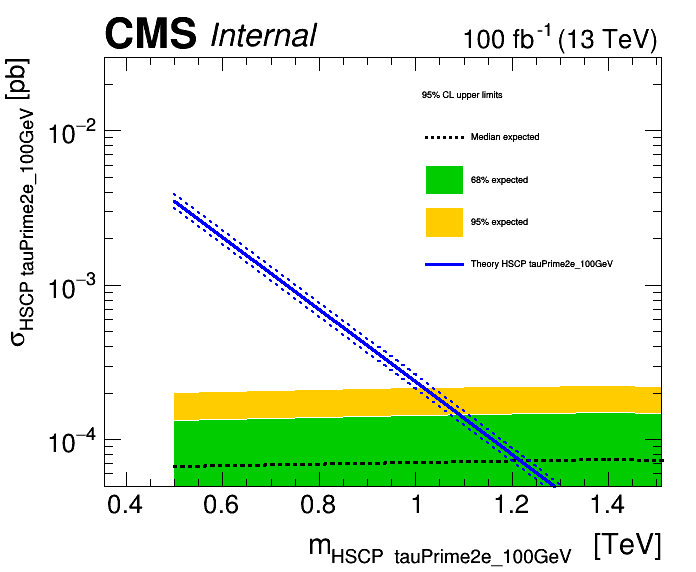 CMS Internal 100 fb⁻¹ (13 TeV)
σHSCP tauPrime2e_100GeV [pb]
95% CL upper limits
Median expected
68% expected
95% expected
Theory HSCP tauPrime2e_100GeV
10⁻²
10⁻³
10⁻⁴
0.4 0.6 0.8 1 1.2 1.4
mHSCP tauPrime2e_100GeV [TeV]